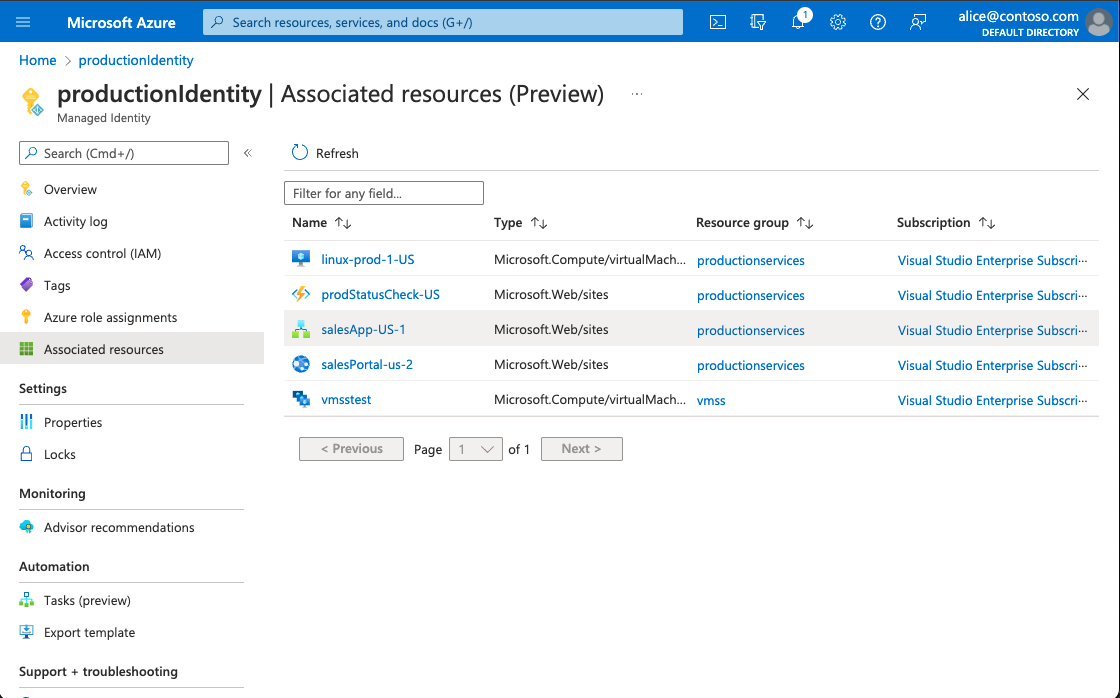 Microsoft Azure
Search resources, services, and docs (G+/)
1
alice@contoso.com
DEFAULT DIRECTORY
Home > productionIdentity
productionIdentity | Associated resources (Preview) ...
Managed Identity
Search (Cmd+/)
«
Overview
Activity log
Access control (IAM)
Tags
Azure role assignments
Associated resources
Settings
Properties
Locks
Monitoring
Advisor recommendations
Automation
Tasks (preview)
Export template
Support + troubleshooting
Refresh
Filter for any field...
Name ↑↓ Type ↑↓ Resource group ↑↓ Subscription ↑↓
linux-prod-1-US Microsoft.Compute/virtualMach... productionservices Visual Studio Enterprise Subscri···
prodStatusCheck-US Microsoft.Web/sites productionservices Visual Studio Enterprise Subscri···
salesApp-US-1 Microsoft.Web/sites productionservices Visual Studio Enterprise Subscri···
salesPortal-us-2 Microsoft.Web/sites productionservices Visual Studio Enterprise Subscri···
vmsstest Microsoft.Compute/virtualMach... vmss Visual Studio Enterprise Subscri···
< Previous Page 1 of 1 Next >